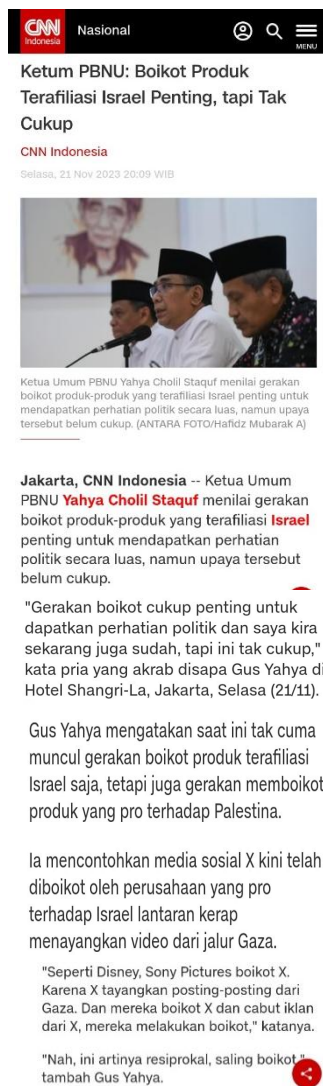 CNN
Indonesia
Nasional
MENU
Ketum PBNU: Boikot Produk
Terafiliasi Israel Penting, tapi Tak
Cukup
CNN Indonesia
Selasa, 21 Nov 2023 20:09 WIB
Ketua Umum PBNU Yahya Cholil Staquf menilai gerakan
boikot produk-produk yang terafiliasi Israel penting untuk
mendapatkan perhatian politik secara luas, namun upaya
tersebut belum cukup. (ANTARA FOTO/Hafidz Mubarak A)
Jakarta, CNN Indonesia -- Ketua Umum
PBNU Yahya Cholil Staquf menilai gerakan
boikot produk-produk yang terafiliasi Israel
penting untuk mendapatkan perhatian
politik secara luas, namun upaya tersebut
belum cukup.
"Gerakan boikot cukup penting untuk
dapatkan perhatian politik dan saya kira
sekarang juga sudah, tapi ini tak cukup,"
kata pria yang akrab disapa Gus Yahya di
Hotel Shangri-La, Jakarta, Selasa (21/11).
Gus Yahya mengatakan saat ini tak cuma
muncul gerakan boikot produk terafiliasi
Israel saja, tetapi juga gerakan memboikot
produk yang pro terhadap Palestina.
Ia mencontohkan media sosial X kini telah
diboikot oleh perusahaan yang pro
terhadap Israel lantaran kerap
menayangkan video dari jalur Gaza.
"Seperti Disney, Sony Pictures boikot X.
Karena X tayangkan posting-posting dari
Gaza. Dan mereka boikot X dan cabut iklan
dari X, mereka melakukan boikot," katanya.
"Nah, ini artinya resiprokal, saling boikot,"
tambah Gus Yahya.